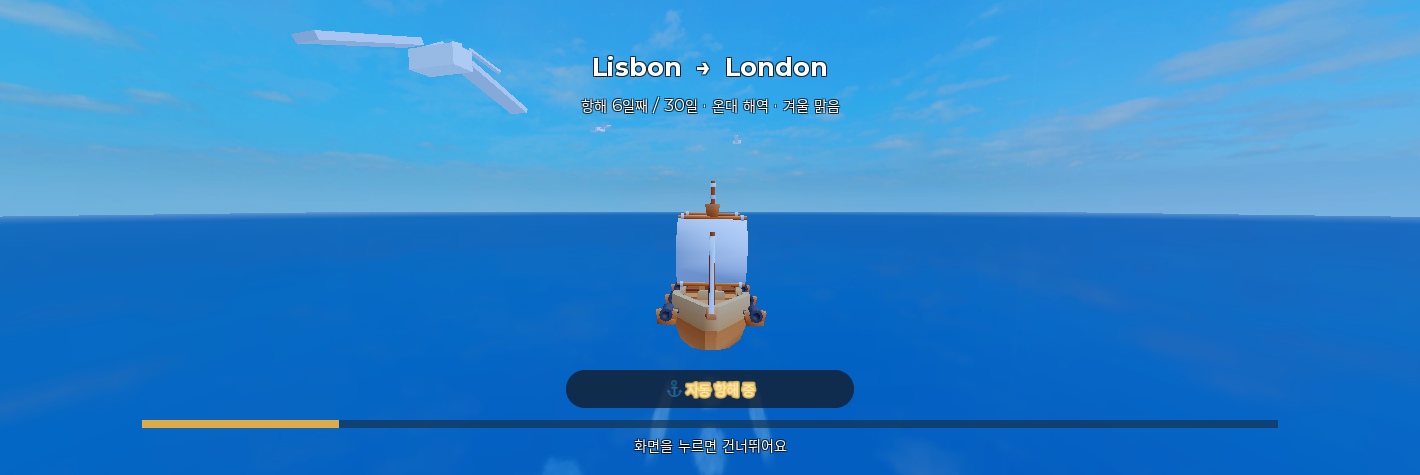 Lisbon → London
항해 6일째 / 30일 · 온대 해역 · 겨울 맑음
⚓ 자동 항해 중
화면을 누르면 건너뛰어요